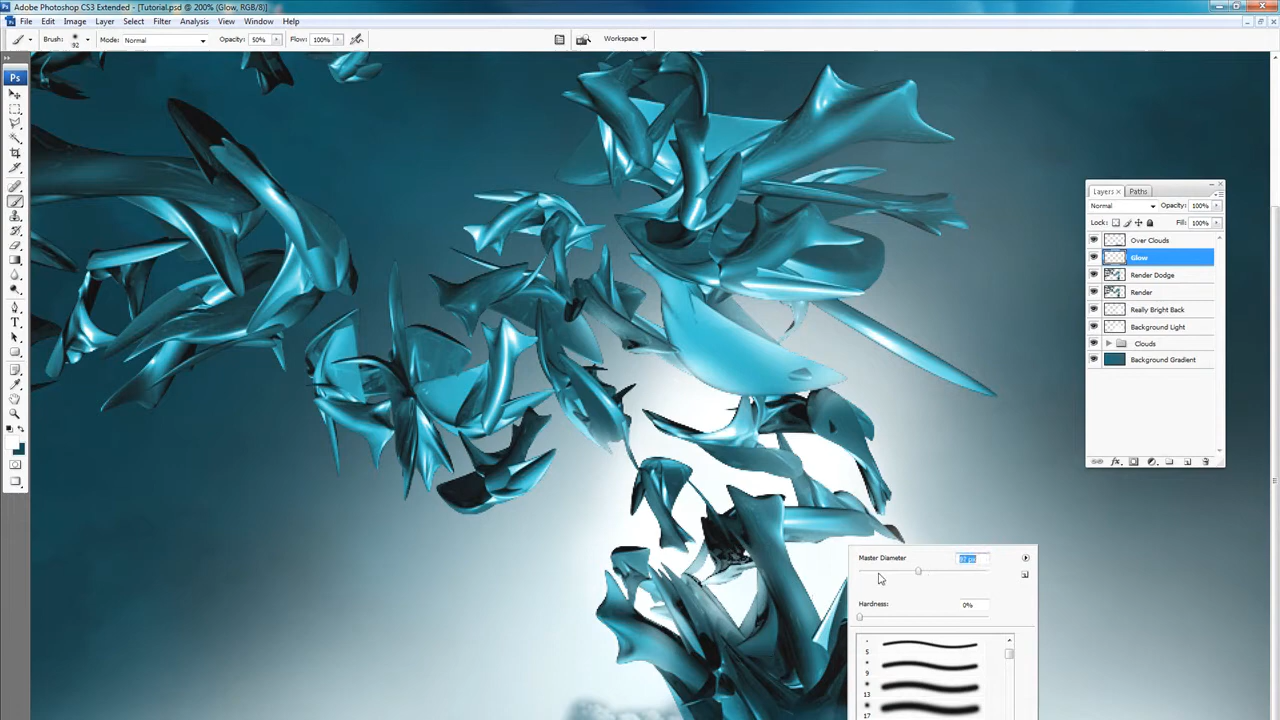 Adobe Photoshop CS3 Extended - [Tutorial.psd @ 200% (Glow, RGB/8)]
File Edit Image Layer Select Filter Analysis View Window Help
Brush: 92 Mode: Normal Opacity: 50% Flow: 100% Workspace
Ps
Layers × Paths
Normal Opacity: 100%
Lock: Fill: 100%
Over Clouds
Glow
Render Dodge
Render
Really Bright Back
Background Light
Clouds
Background Gradient
fx
T
Master Diameter
Hardness: 0%
5
9
13
17